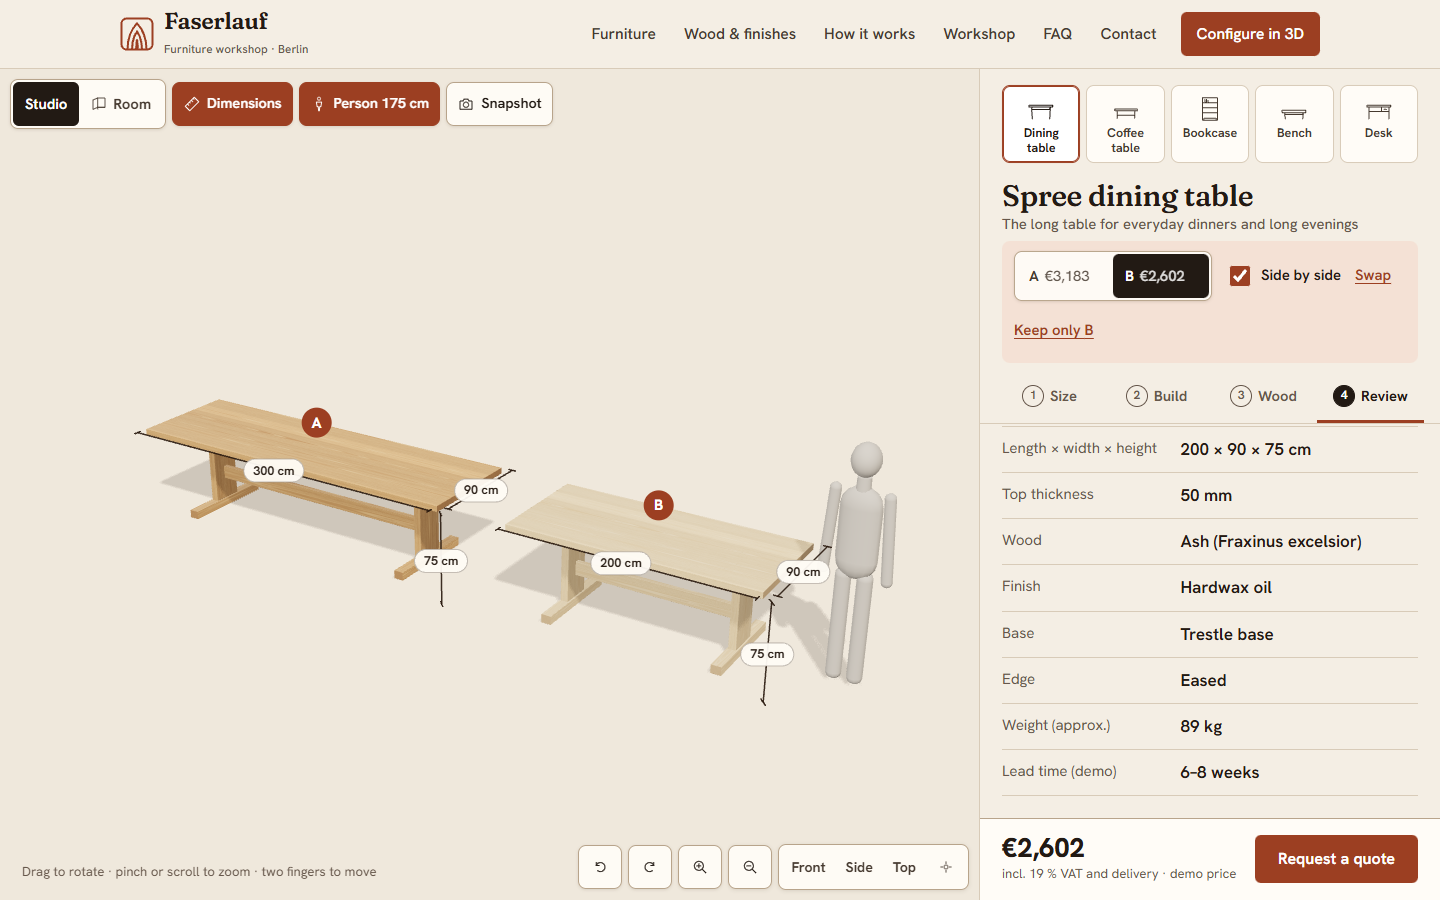 Faserlauf
Furniture workshop · Berlin
Furniture
Wood & finishes
How it works
Workshop
FAQ
Contact
Configure in 3D
Studio
Room
Dimensions
Person 175 cm
Snapshot
A
300 cm
90 cm
75 cm
B
200 cm
90 cm
75 cm
Drag to rotate · pinch or scroll to zoom · two fingers to move
Front
Side
Top
Dining
table
Coffee
table
Bookcase
Bench
Desk
Spree dining table
The long table for everyday dinners and long evenings
A €3,183
B €2,602
Side by side
Swap
Keep only B
1 Size
2 Build
3 Wood
4 Review
Length × width × height 200 × 90 × 75 cm
Top thickness 50 mm
Wood Ash (Fraxinus excelsior)
Finish Hardwax oil
Base Trestle base
Edge Eased
Weight (approx.) 89 kg
Lead time (demo) 6–8 weeks
€2,602
incl. 19 % VAT and delivery · demo price
Request a quote